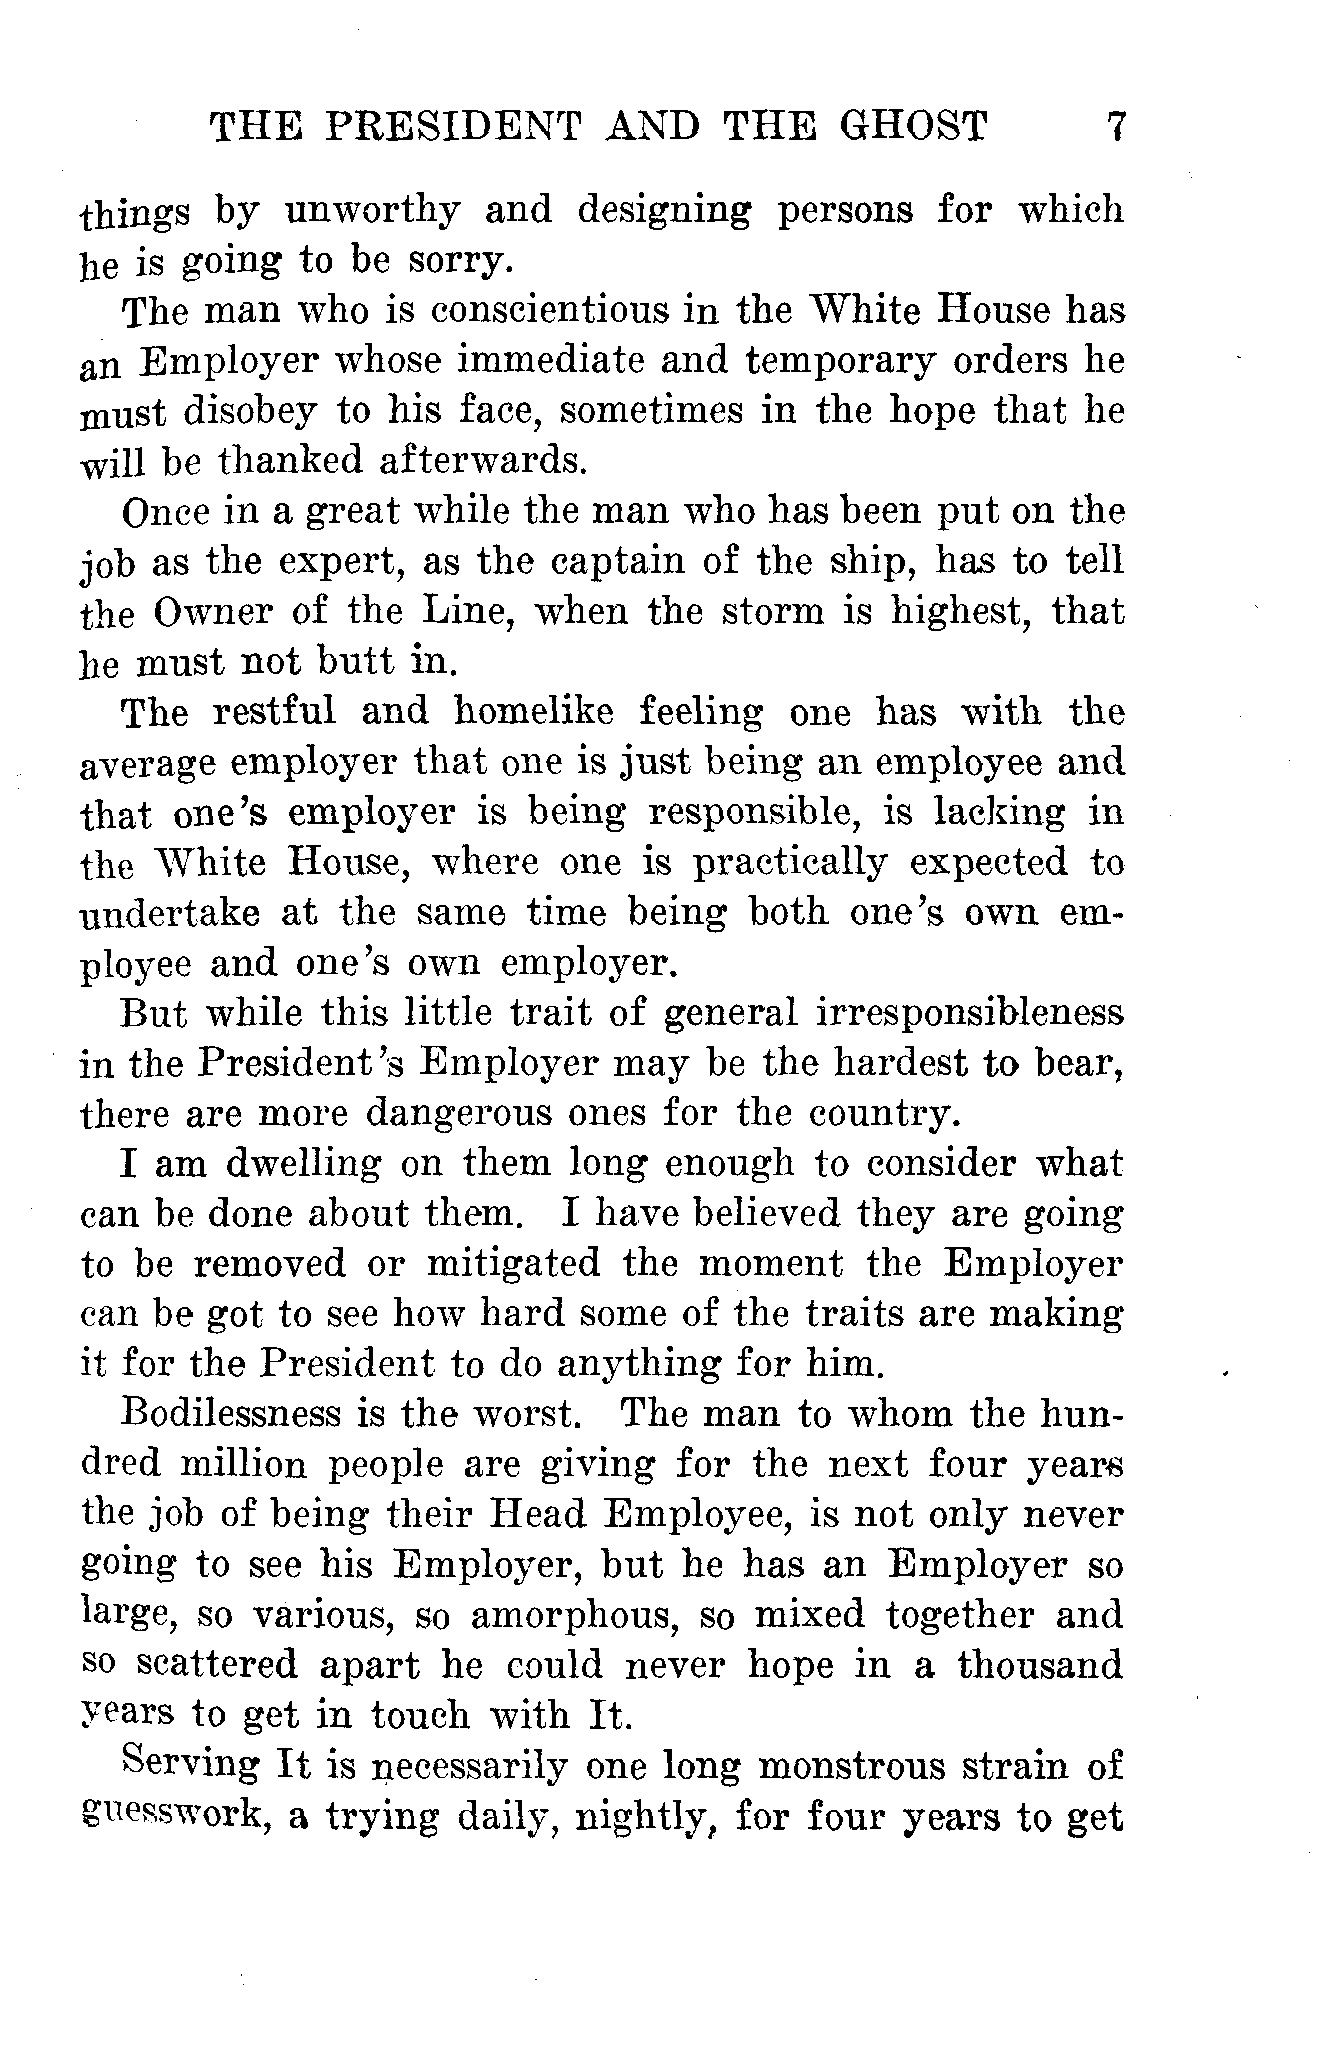 THE PRESIDENT AND THE GHOST 7
things by unworthy and designing persons for which
he is going to be sorry.
The man who is conscientious in the White House has
an Employer whose immediate and temporary orders he
must disobey to his face, sometimes in the hope that he
will be thanked afterwards.
Once in a great while the man who has been put on the
job as the expert, as the captain of the ship, has to tell
the Owner of the Line, when the storm is highest, that
he must not butt in.
The restful and homelike feeling one has with the
average employer that one is just being an employee and
that one's employer is being responsible, is lacking in
the White House, where one is practically expected to
undertake at the same time being both one's own em-
ployee and one's own employer.
But while this little trait of general irresponsibleness
in the President's Employer may be the hardest to bear,
there are more dangerous ones for the country.
I am dwelling on them long enough to consider what
can be done about them. I have believed they are going
to be removed or mitigated the moment the Employer
can be got to see how hard some of the traits are making
it for the President to do anything for him.
Bodilessness is the worst. The man to whom the hun-
dred million people are giving for the next four years
the job of being their Head Employee, is not only never
going to see his Employer, but he has an Employer so
large, so various, so amorphous, so mixed together and
so scattered apart he could never hope in a thousand
years to get in touch with It.
Serving It is necessarily one long monstrous strain of
guesswork, a trying daily, nightly, for four years to get